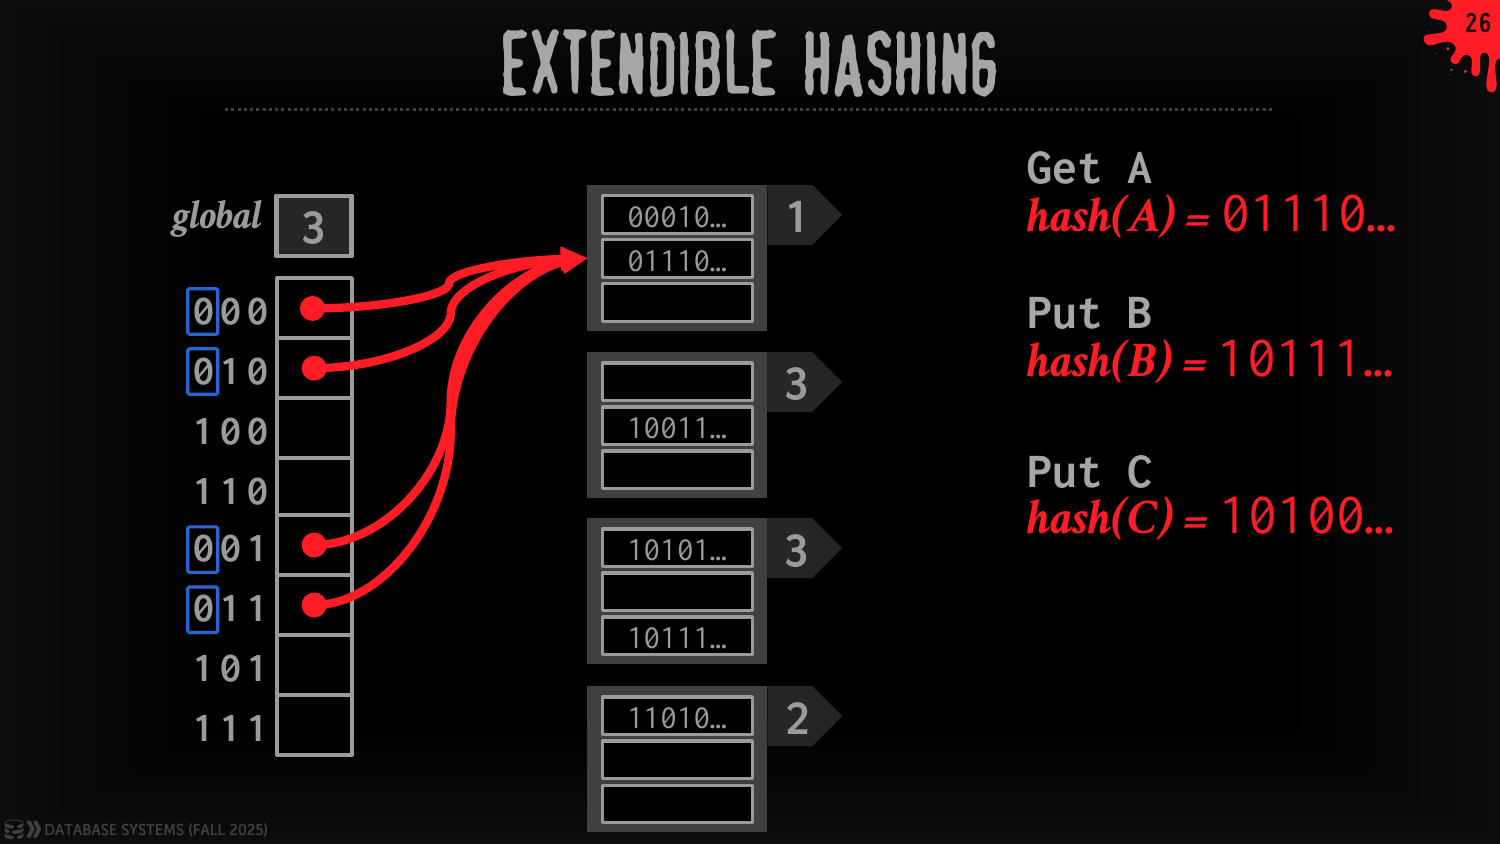 26
EXTENDIBLE HASHING
global
3
000
010
100
110
001
011
101
111
00010…
01110…
1
10011…
3
10101…
10111…
3
11010…
2
Get A
hash(A) = 01110…
Put B
hash(B) = 10111…
Put C
hash(C) = 10100…
DATABASE SYSTEMS (FALL 2025)